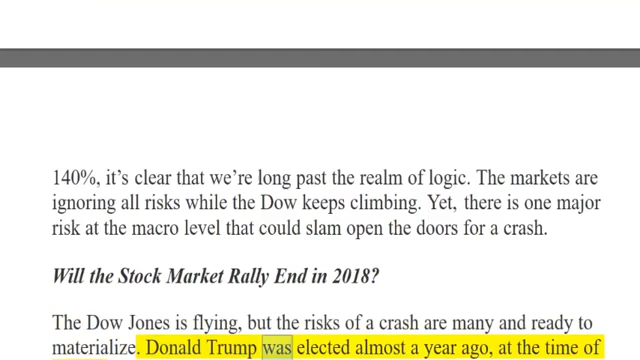 140%, it's clear that we're long past the realm of logic. The markets are
ignoring all risks while the Dow keeps climbing. Yet, there is one major
risk at the macro level that could slam open the doors for a crash.
Will the Stock Market Rally End in 2018?
The Dow Jones is flying, but the risks of a crash are many and ready to
materialize. Donald Trump was elected almost a year ago, at the time of